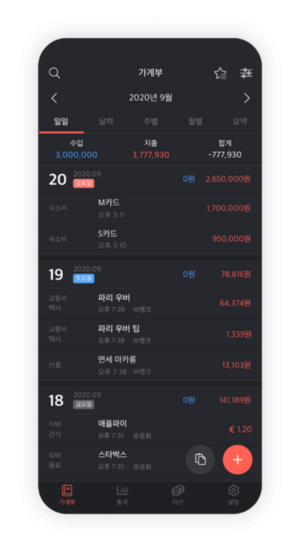 가계부
2020년 9월
일일 달력 주별 월별 요약
수입 지출 합계
3,000,000 3,777,930 -777,930
20 2020.09 일요일 0원 2,650,000원
숙소비 M카드 1,700,000원
오후 3:11
숙소비 S카드 950,000원
오후 3:10
19 2020.09 토요일 0원 78,816원
교통비 택시 파리 우버 64,374원
오후 7:38 W뱅크
교통비 택시 파리 우버 팁 1,339원
오후 7:38 W뱅크
선물 면세 마카롱 13,103원
오후 7:38 W뱅크
18 2020.09 금요일 0원 141,189원
식비 간식 애플파이 € 1.20
오후 7:35 유로화
식비 음료 스타벅스
오후 7:35 유로화
가계부 통계 자산 설정